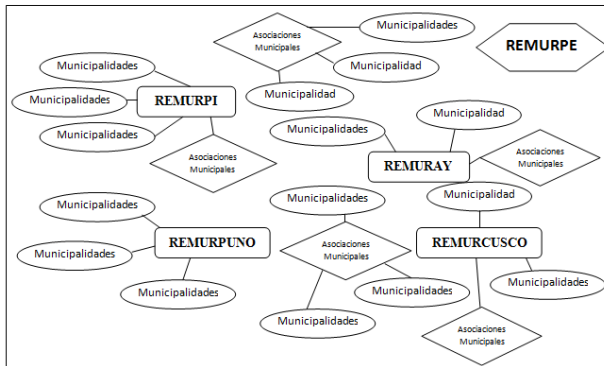 Asociaciones
Municipales
Municipalidades
Municipalidad
Municipalidad
REMURPE
Municipalidades
Municipalidades
Municipalidades
REMURPI
Asociaciones
Municipales
Municipalidades
Municipalidad
REMURAY
Asociaciones
Municipales
Municipalidades
Municipalidades
Municipalidades
REMURPUNO
Municipalidades
Asociaciones
Municipales
Municipalidades
Municipalidades
Municipalidad
REMURCUSCO
Municipalidades
Asociaciones
Municipales